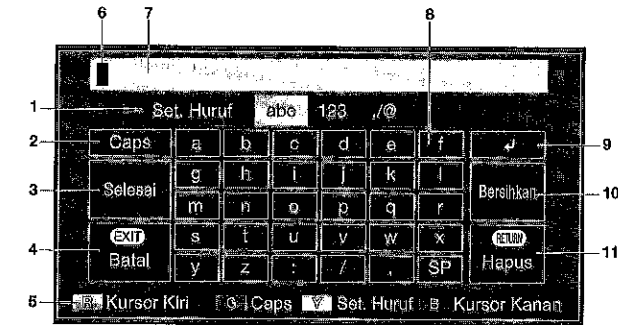 6 7 8
1 Set. Huruf abc 123 ,/@
2 Caps a b c d e f ↲ 9
g h i j k l
3 Selesai Bersihkan 10
m n o p q r
EXIT s t u v w x RETURN
4 Batal Hapus 11
y z : / , SP
5 R Kursor Kiri G Caps Y Set. Huruf B Kursor Kanan